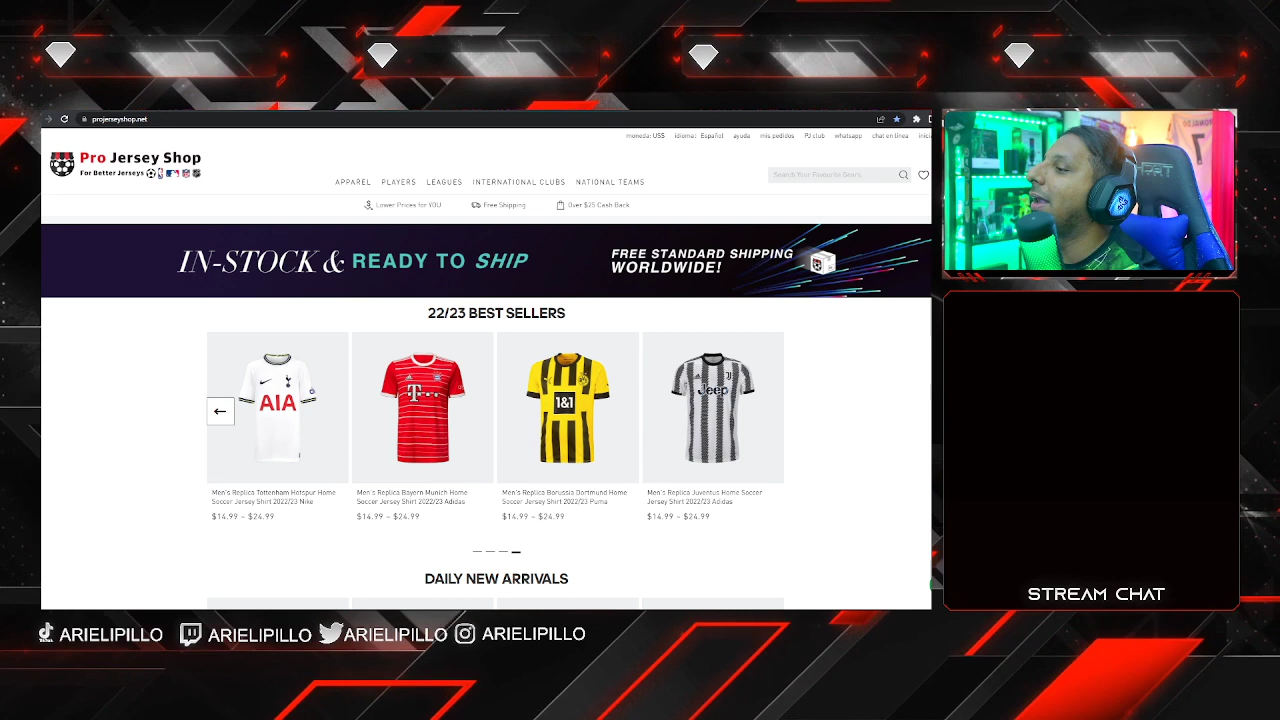 projerseyshop.net
moneda: US$ idioma: Español ayuda mis pedidos PJ club whatsapp chat en línea inicia
Pro Jersey Shop
For Better Jerseys
APPAREL PLAYERS LEAGUES INTERNATIONAL CLUBS NATIONAL TEAMS
Search Your Favourite Gears
Lower Prices for YOU Free Shipping Over $25 Cash Back
IN-STOCK & READY TO SHIP
FREE STANDARD SHIPPING
WORLDWIDE!
22/23 BEST SELLERS
AIA
T
1&1
Jeep
Men's Replica Tottenham Hotspur Home
Soccer Jersey Shirt 2022/23 Nike
$14.99 – $24.99
Men's Replica Bayern Munich Home
Soccer Jersey Shirt 2022/23 Adidas
$14.99 – $24.99
Men's Replica Borussia Dortmund Home
Soccer Jersey Shirt 2022/23 Puma
$14.99 – $24.99
Men's Replica Juventus Home Soccer
Jersey Shirt 2022/23 Adidas
$14.99 – $24.99
DAILY NEW ARRIVALS
RONALDO
STREAM CHAT
ARIELIPILLO ARIELIPILLO ARIELIPILLO ARIELIPILLO